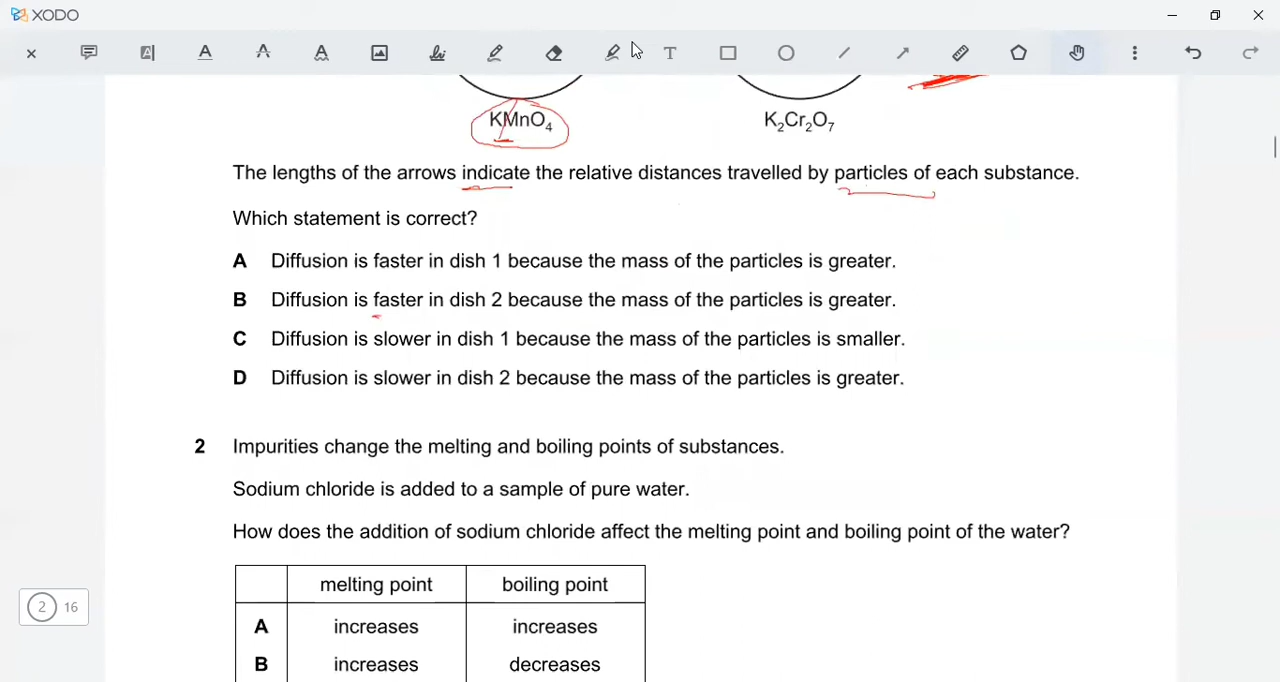 XODO
KMnO₄
K₂Cr₂O₇
The lengths of the arrows indicate the relative distances travelled by particles of each substance.
Which statement is correct?
A Diffusion is faster in dish 1 because the mass of the particles is greater.
B Diffusion is faster in dish 2 because the mass of the particles is greater.
C Diffusion is slower in dish 1 because the mass of the particles is smaller.
D Diffusion is slower in dish 2 because the mass of the particles is greater.
2 Impurities change the melting and boiling points of substances.
Sodium chloride is added to a sample of pure water.
How does the addition of sodium chloride affect the melting point and boiling point of the water?
melting point boiling point
A increases increases
B increases decreases
2 16